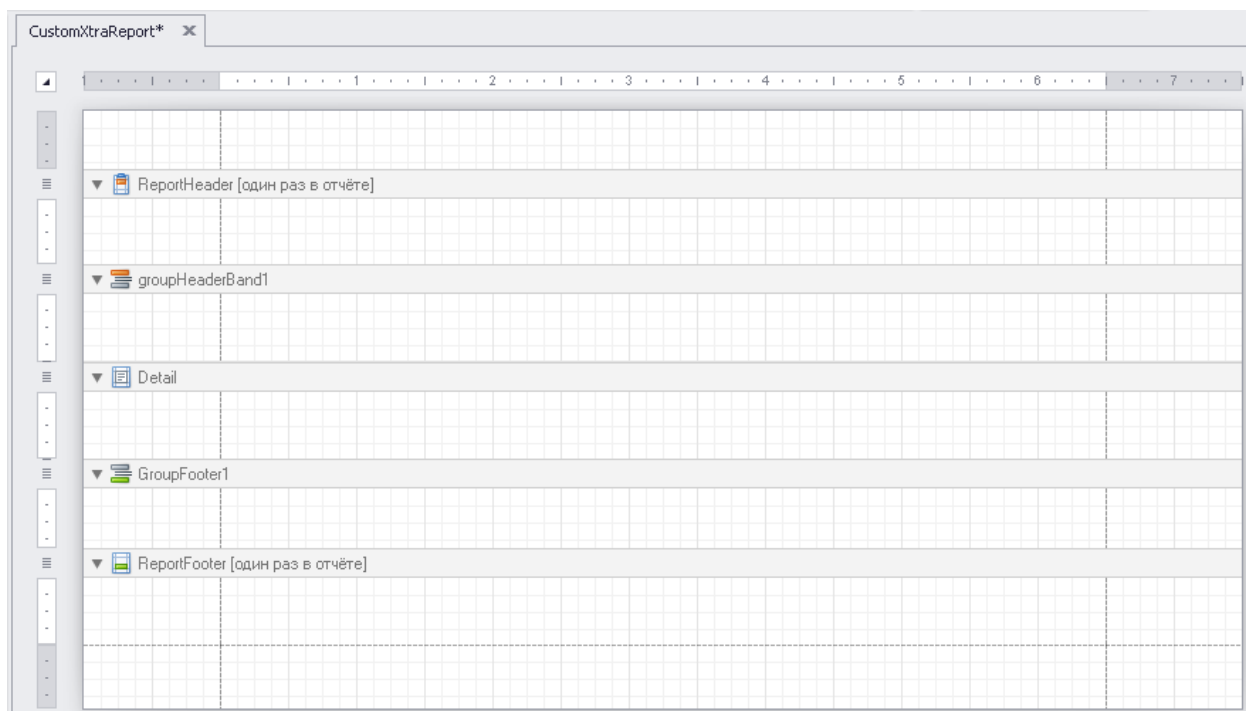 CustomXtraReport*
1 1 2 3 4 5 6 7
ReportHeader [один раз в отчёте]
groupHeaderBand1
Detail
GroupFooter1
ReportFooter [один раз в отчёте]